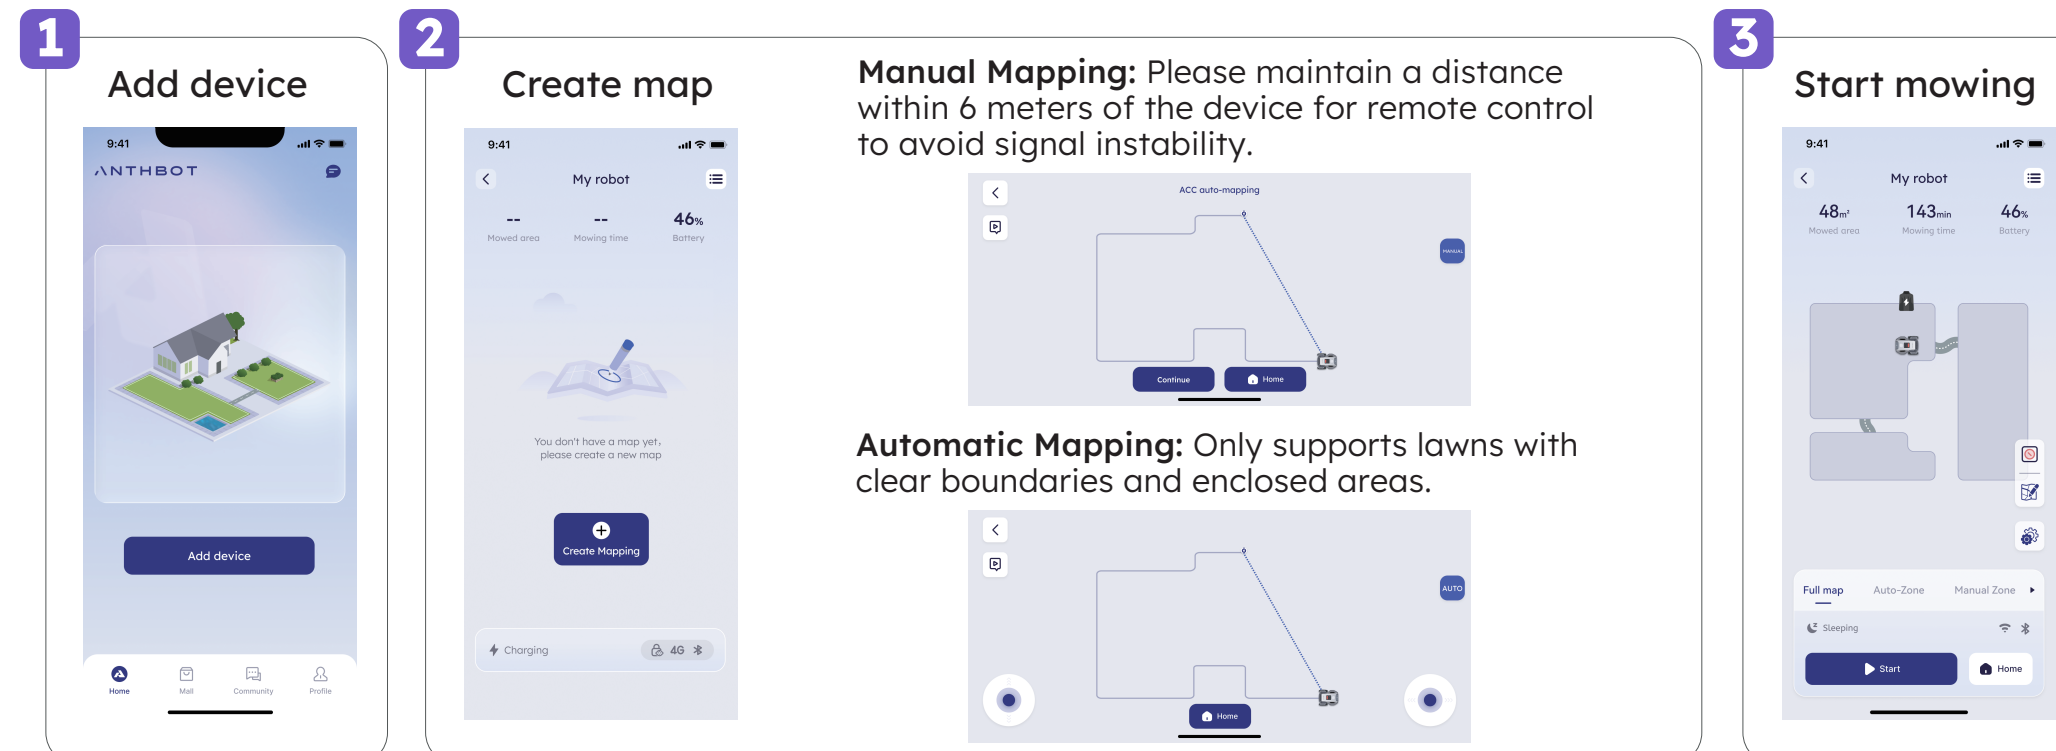 1
Add device
9:41
ANTHBOT
Add device
Home
Mall
Community
Profile
2
Create map
9:41
My robot
--
--
46%
Mowed area
Mowing time
Battery
You don't have a map yet,
please create a new map
Create Mapping
Charging
4G
Manual Mapping: Please maintain a distance
within 6 meters of the device for remote control
to avoid signal instability.
ACC auto-mapping
MANUAL
Continue
Home
Automatic Mapping: Only supports lawns with
clear boundaries and enclosed areas.
AUTO
Home
3
Start mowing
9:41
My robot
48m²
143min
46%
Mowed area
Mowing time
Battery
Full map
Auto-Zone
Manual Zone
Sleeping
Start
Home